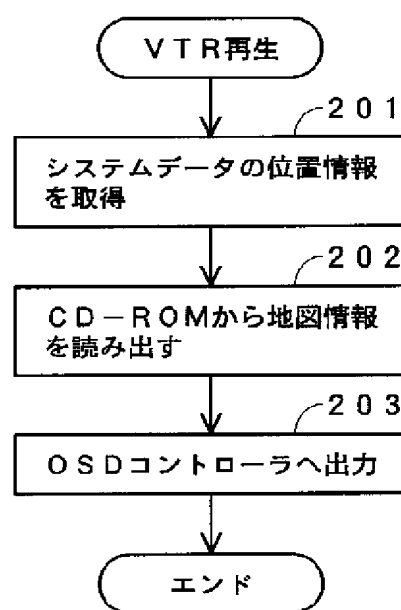 ＶＴＲ再生
２０１
システムデータの位置情報
を取得
２０２
ＣＤ－ＲＯＭから地図情報
を読み出す
２０３
ＯＳＤコントローラへ出力
エンド